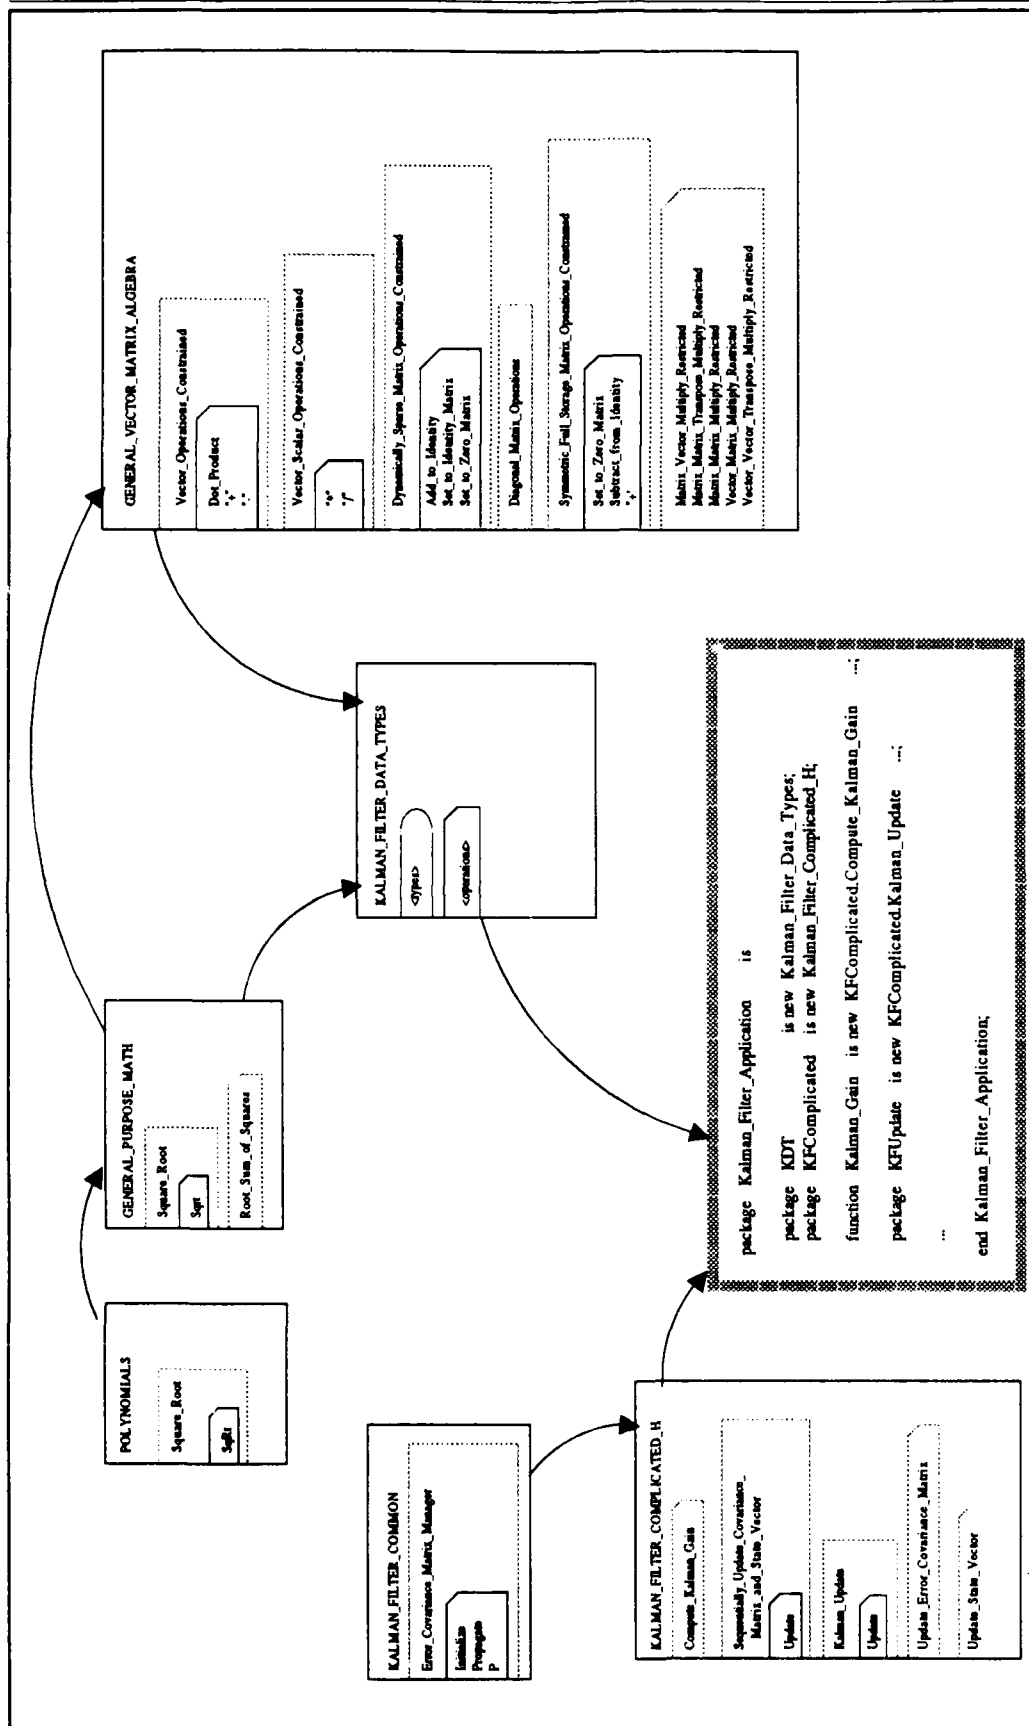 POLYNOMIALS
Square_Root
SqRt
GENERAL_PURPOSE_MATH
Square_Root
Sqrt
Root_Sum_of_Squares
GENERAL_VECTOR_MATRIX_ALGEBRA
Vector_Operations_Constrained
Dot_Product
"+"
"-"
Vector_Scalar_Operations_Constrained
"*"
"/"
Dynamically_Sparse_Matrix_Operations_Constrained
Add_to_Identity
Set_to_Identity_Matrix
Set_to_Zero_Matrix
Diagonal_Matrix_Operations
Symmetric_Full_Storage_Matrix_Operations_Constrained
Set_to_Zero_Matrix
Subtract_from_Identity
"+"
Matrix_Vector_Multiply_Restricted
Matrix_Matrix_Transpose_Multiply_Restricted
Matrix_Matrix_Multiply_Restricted
Vector_Matrix_Multiply_Restricted
Vector_Vector_Transpose_Multiply_Restricted
KALMAN_FILTER_COMMON
Error_Covariance_Matrix_Manager
Initialize
Propagate
P
KALMAN_FILTER_DATA_TYPES
<types>
<operations>
KALMAN_FILTER_COMPLICATED_H
Compute_Kalman_Gain
Sequentially_Update_Covariance_
Matrix_and_State_Vector
Update
Kalman_Update
Update
Update_Error_Covariance_Matrix
Update_State_Vector
package Kalman_Filter_Application is
package KDT is new Kalman_Filter_Data_Types;
package KFComplicated is new Kalman_Filter_Complicated_H;
function Kalman_Gain is new KFComplicated.Compute_Kalman_Gain ...;
package KFUpdate is new KFComplicated.Kalman_Update ...;
...
end Kalman_Filter_Application;